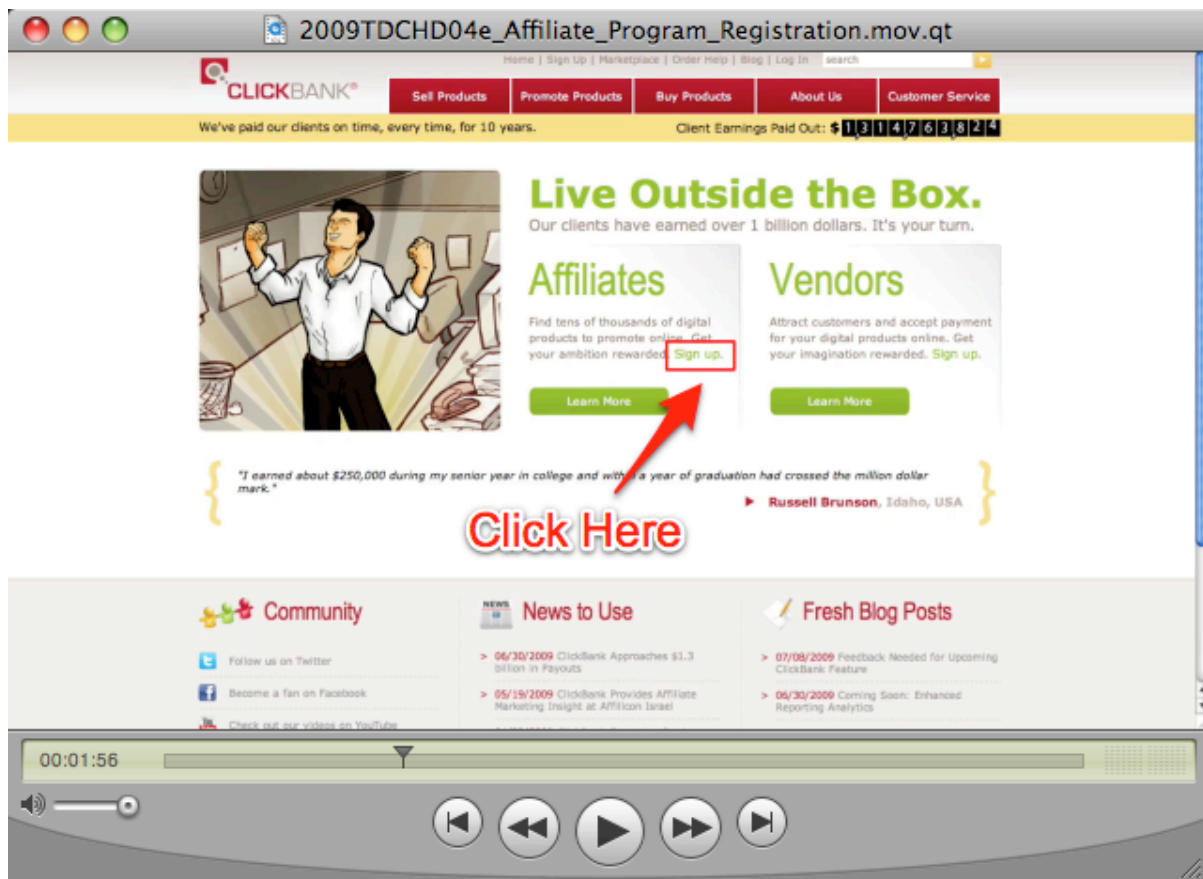 2009TDCHD04e_Affiliate_Program_Registration.mov.qt
Home | Sign Up | Marketplace | Order Help | Blog | Log In search
CLICKBANK®
Sell Products Promote Products Buy Products About Us Customer Service
We've paid our clients on time, every time, for 10 years. Client Earnings Paid Out: $1,314,763,824
Live Outside the Box.
Our clients have earned over 1 billion dollars. It's your turn.
Affiliates
Find tens of thousands of digital
products to promote online. Get
your ambition rewarded. Sign up.
Learn More
Vendors
Attract customers and accept payment
for your digital products online. Get
your imagination rewarded. Sign up.
Learn More
"I earned about $250,000 during my senior year in college and within a year of graduation had crossed the million dollar
mark."
Russell Brunson, Idaho, USA
Click Here
Community
Follow us on Twitter
Become a fan on Facebook
Check out our videos on YouTube
NEWS
News to Use
> 06/30/2009 ClickBank Approaches $1.3
billion in Payouts
> 05/19/2009 ClickBank Provides Affiliate
Marketing Insight at Affilicon Israel
Fresh Blog Posts
> 07/08/2009 Feedback Needed for Upcoming
ClickBank Feature
> 06/30/2009 Coming Soon: Enhanced
Reporting Analytics
00:01:56